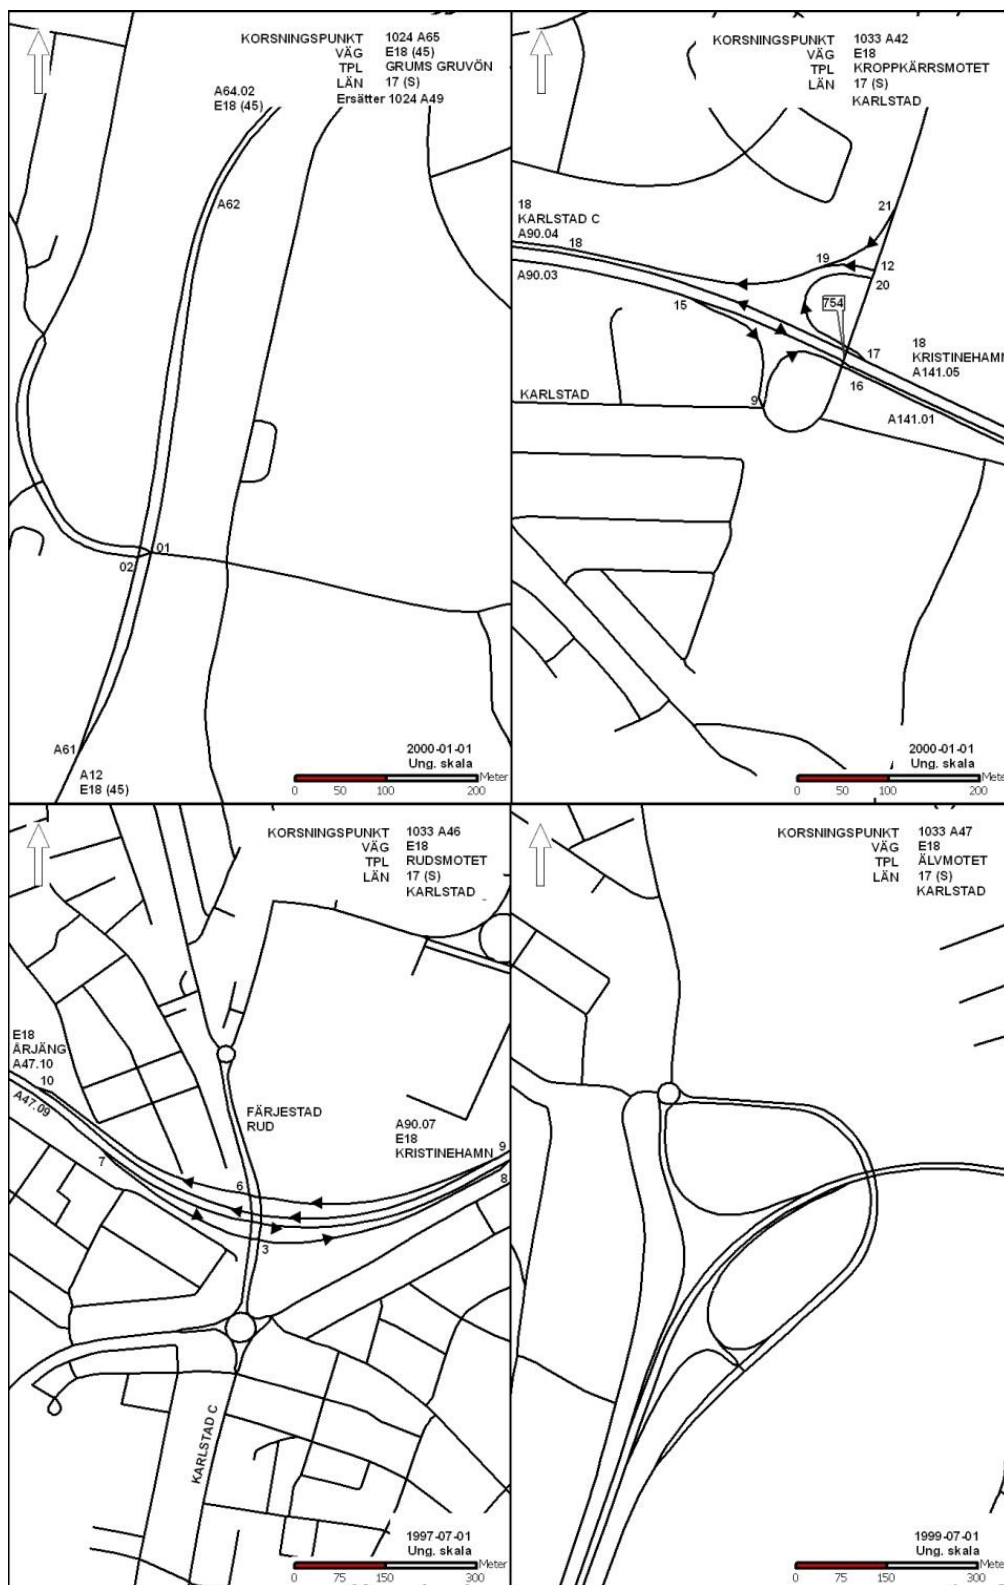 KORSNINGSPUNKT 1024 A65
VÄG E18 (45)
TPL GRUMS GRUVÖN
LÄN 17 (S)
Ersätter 1024 A49
A64.02
E18 (45)
A62
01
02
A61
A12
E18 (45)
2000-01-01
Ung. skala
Meter
0 50 100 200
KORSNINGSPUNKT 1033 A42
VÄG E18
TPL KROPPKÄRRSMOTET
LÄN 17 (S)
KARLSTAD
18
KARLSTAD C
A90.04
18
A90.03
21
19
12
20
754
15
17
18
KRISTINEHAMN
A141.05
16
KARLSTAD
9
A141.01
2000-01-01
Ung. skala
Meter
0 50 100 200
KORSNINGSPUNKT 1033 A46
VÄG E18
TPL RUDSMOTET
LÄN 17 (S)
KARLSTAD
E18
ÅRJÄNG
A47.10
10
A47.09
FÄRJESTAD
RUD
A90.07
E18
KRISTINEHAMN
9
8
7
6
3
KARLSTAD C
1997-07-01
Ung. skala
Meter
0 75 150 300
KORSNINGSPUNKT 1033 A47
VÄG E18
TPL ÄLVMOTET
LÄN 17 (S)
KARLSTAD
1999-07-01
Ung. skala
Meter
0 75 150 300